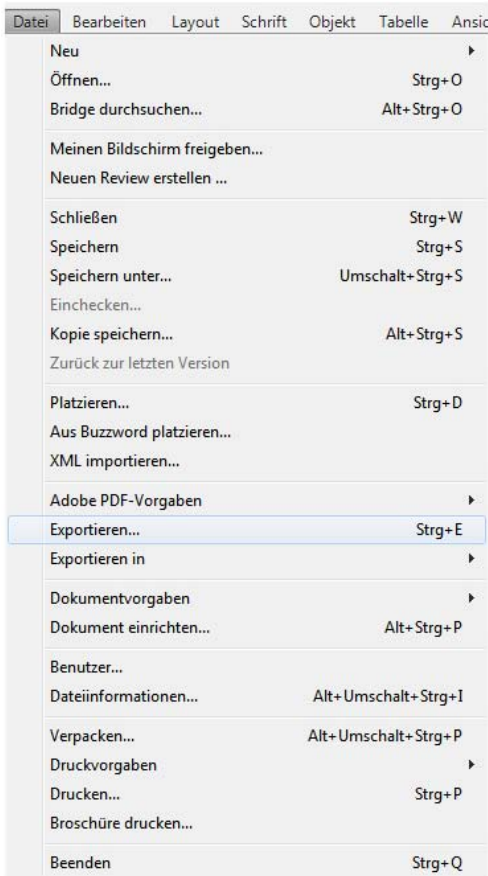 Datei Bearbeiten Layout Schrift Objekt Tabelle Ansic
Neu
Öffnen... Strg+O
Bridge durchsuchen... Alt+Strg+O
Meinen Bildschirm freigeben...
Neuen Review erstellen ...
Schließen Strg+W
Speichern Strg+S
Speichern unter... Umschalt+Strg+S
Einchecken...
Kopie speichern... Alt+Strg+S
Zurück zur letzten Version
Platzieren... Strg+D
Aus Buzzword platzieren...
XML importieren...
Adobe PDF-Vorgaben
Exportieren... Strg+E
Exportieren in
Dokumentvorgaben
Dokument einrichten... Alt+Strg+P
Benutzer...
Dateiinformationen... Alt+Umschalt+Strg+I
Verpacken... Alt+Umschalt+Strg+P
Druckvorgaben
Drucken... Strg+P
Broschüre drucken...
Beenden Strg+Q